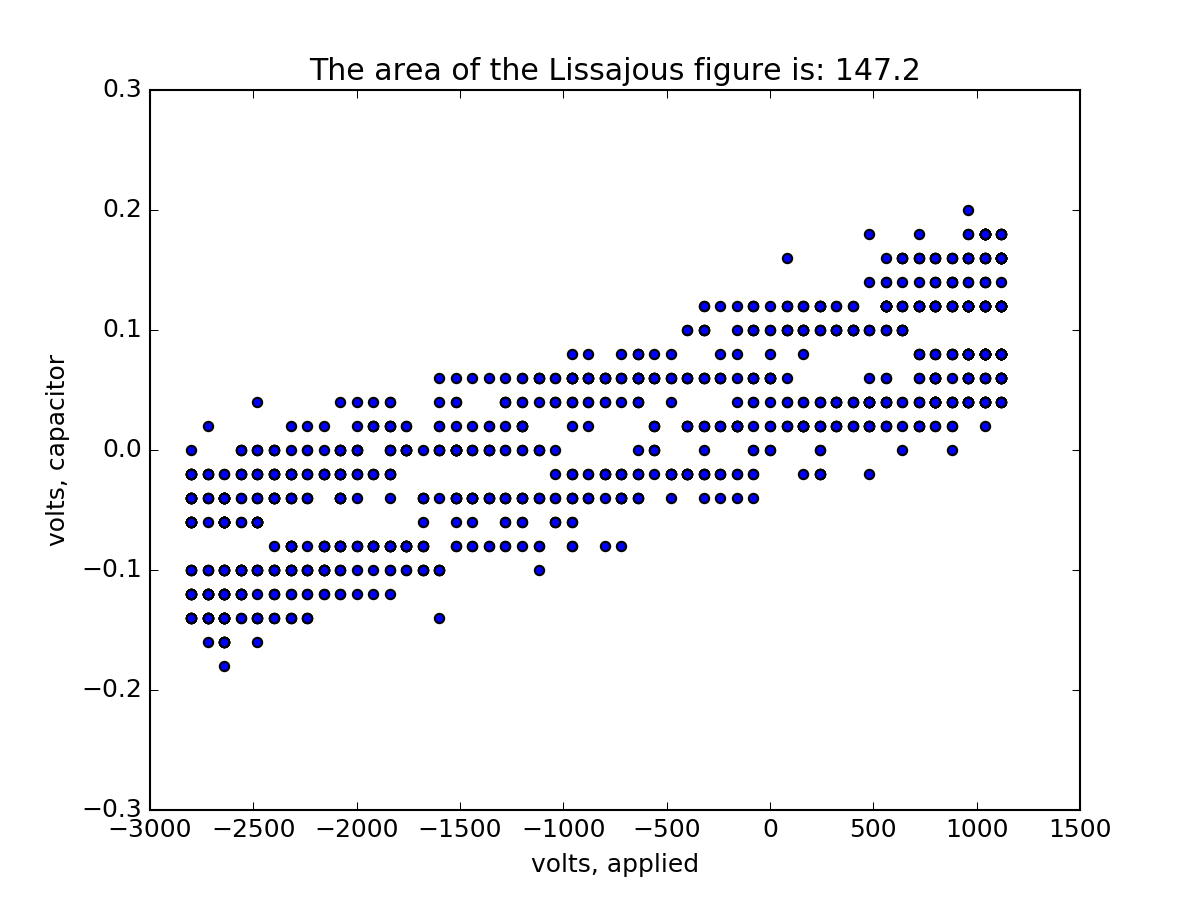 The area of the Lissajous figure is: 147.2
0.3
0.2
0.1
0.0
−0.1
−0.2
−0.3
volts, capacitor
−3000 −2500 −2000 −1500 −1000 −500 0 500 1000 1500
volts, applied